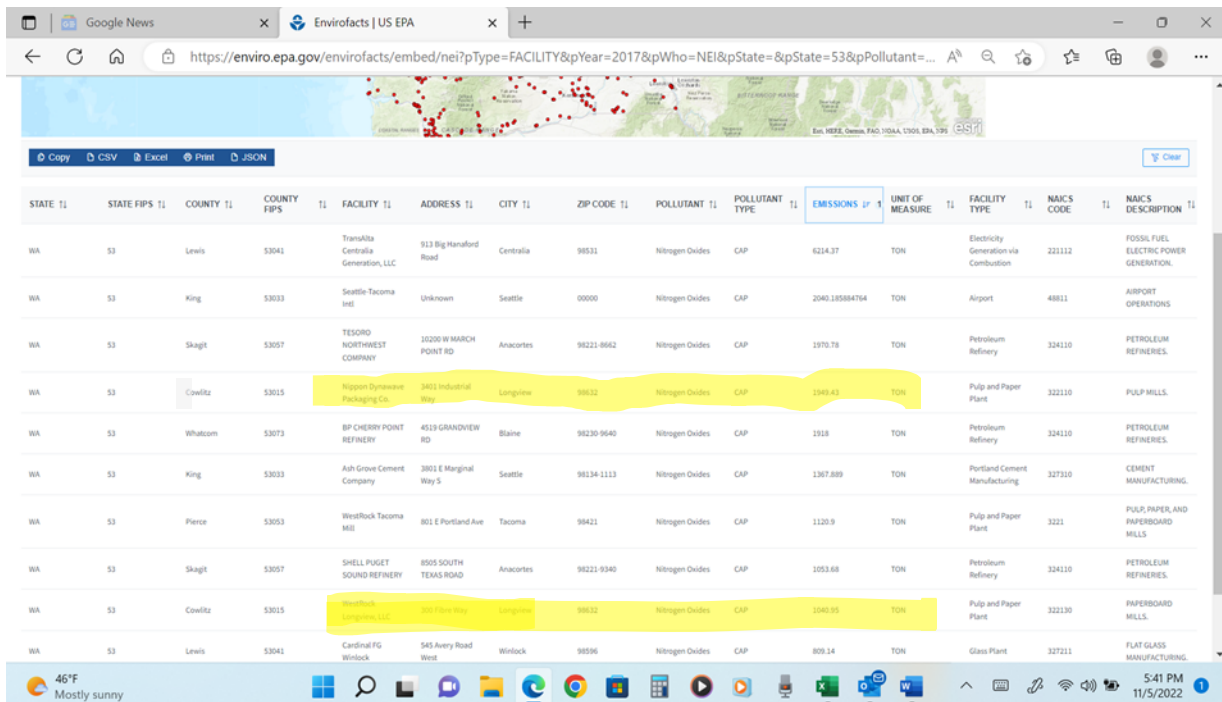 Google News
Envirofacts | US EPA
https://enviro.epa.gov/envirofacts/embed/nei?pType=FACILITY&pYear=2017&pWho=NEI&pState=&pState=53&pPollutant=...
Esri, HERE, Garmin, FAO, NOAA, USGS, EPA, NPS esri
Copy CSV Excel Print JSON Clear
STATE STATE FIPS COUNTY COUNTY FIPS FACILITY ADDRESS CITY ZIP CODE POLLUTANT POLLUTANT TYPE EMISSIONS 1 UNIT OF MEASURE FACILITY TYPE NAICS CODE NAICS DESCRIPTION
WA 53 Lewis 53041 TransAlta Centralia Generation, LLC 913 Big Hanaford Road Centralia 98531 Nitrogen Oxides CAP 6214.37 TON Electricity Generation via Combustion 221112 FOSSIL FUEL ELECTRIC POWER GENERATION.
WA 53 King 53033 Seattle-Tacoma Intl Unknown Seattle 00000 Nitrogen Oxides CAP 2040.185884764 TON Airport 48811 AIRPORT OPERATIONS
WA 53 Skagit 53057 TESORO NORTHWEST COMPANY 10200 W MARCH POINT RD Anacortes 98221-8662 Nitrogen Oxides CAP 1970.78 TON Petroleum Refinery 324110 PETROLEUM REFINERIES.
WA 53 Cowlitz 53015 Nippon Dynawave Packaging Co. 3401 Industrial Way Longview 98632 Nitrogen Oxides CAP 1949.43 TON Pulp and Paper Plant 322110 PULP MILLS.
WA 53 Whatcom 53073 BP CHERRY POINT REFINERY 4519 GRANDVIEW RD Blaine 98230-9640 Nitrogen Oxides CAP 1918 TON Petroleum Refinery 324110 PETROLEUM REFINERIES.
WA 53 King 53033 Ash Grove Cement Company 3801 E Marginal Way S Seattle 98134-1113 Nitrogen Oxides CAP 1367.889 TON Portland Cement Manufacturing 327310 CEMENT MANUFACTURING.
WA 53 Pierce 53053 WestRock Tacoma Mill 801 E Portland Ave Tacoma 98421 Nitrogen Oxides CAP 1120.9 TON Pulp and Paper Plant 3221 PULP, PAPER, AND PAPERBOARD MILLS
WA 53 Skagit 53057 SHELL PUGET SOUND REFINERY 8505 SOUTH TEXAS ROAD Anacortes 98221-9340 Nitrogen Oxides CAP 1053.68 TON Petroleum Refinery 324110 PETROLEUM REFINERIES.
WA 53 Cowlitz 53015 WestRock Longview, LLC 300 Fibre Way Longview 98632 Nitrogen Oxides CAP 1040.95 TON Pulp and Paper Plant 322130 PAPERBOARD MILLS.
WA 53 Lewis 53041 Cardinal FG Winlock 545 Avery Road West Winlock 98596 Nitrogen Oxides CAP 809.14 TON Glass Plant 327211 FLAT GLASS MANUFACTURING.
46°F
Mostly sunny
5:41 PM
11/5/2022
1